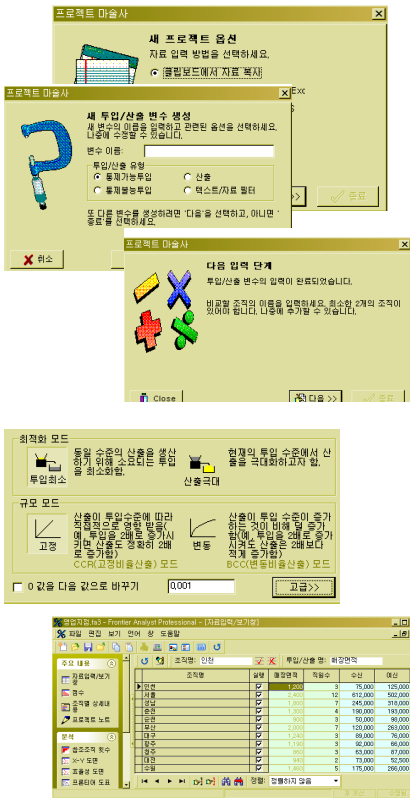 프로젝트 마술사
새 프로젝트 옵션
자료 입력 방법을 선택하세요.
클립보드에서 자료 복사
프로젝트 마술사
새 투입/산출 변수 생성
새 변수의 이름을 입력하고 관련된 옵션을 선택하세요.
나중에 수정할 수 있습니다.
변수 이름:
투입/산출 유형
통제가능투입 산출
통제불능투입 텍스트/자료 필터
또 다른 변수를 생성하려면 '다음'을 선택하고, 아니면 '
종료'를 선택하세요.
취소
>>
종료
프로젝트 마술사
다음 입력 단계
투입/산출 변수의 입력이 완료되었습니다.
비교할 조직의 이름을 입력하세요. 최소한 2개의 조직이
있어야 합니다. 나중에 추가할 수 있습니다.
Close 다음 >> 종료
최적화 모드
투입최소
동일 수준의 산출을 생산
하기 위해 소요되는 투입
을 최소화함.
산출극대
현재의 투입 수준에서 산
출을 극대화하고자 함.
규모 모드
고정
산출이 투입수준에 따라
직접적으로 영향 받음(
예, 투입을 2배로 증가시
키면 산출도 정확히 2배
로 증가함)
CCR(고정비율산출) 모드
변동
산출이 투입 수준이 증가
하는 것이 비해 덜 증가
함(예, 투입을 2배로 증가
시켜도 산출은 2배보다
적게 증가함)
BCC(변동비율산출) 모드
0 값을 다음 값으로 바꾸기 0,001 고급>>
영업지점.fa3 - Frontier Analyst Professional - [자료입력/보기창]
파일 편집 보기 언어 창 도움말
주요 내용
자료입력/보기
창
점수
조직별 상세내
용
프로젝트 노트
분석
참조조직 횟수
X-Y 도면
효율성 도면
프론티어 도표
조직명: 인천 투입/산출 명: 매장면적
조직명 실행 매장면적 직원수 수신 여신
인천 1,200 3 75,000 125,000
서울 2,400 12 612,000 502,000
성남 1,800 7 245,000 318,000
춘천 1,300 4 190,000 193,000
순천 900 3 50,000 98,000
부산 2,000 7 120,000 263,000
대구 1,240 3 89,000 76,000
광주 1,190 3 92,000 66,000
청주 860 3 63,000 87,000
대전 940 2 73,000 52,500
수원 1,460 5 175,000 266,000
정렬: 정렬하지 않음